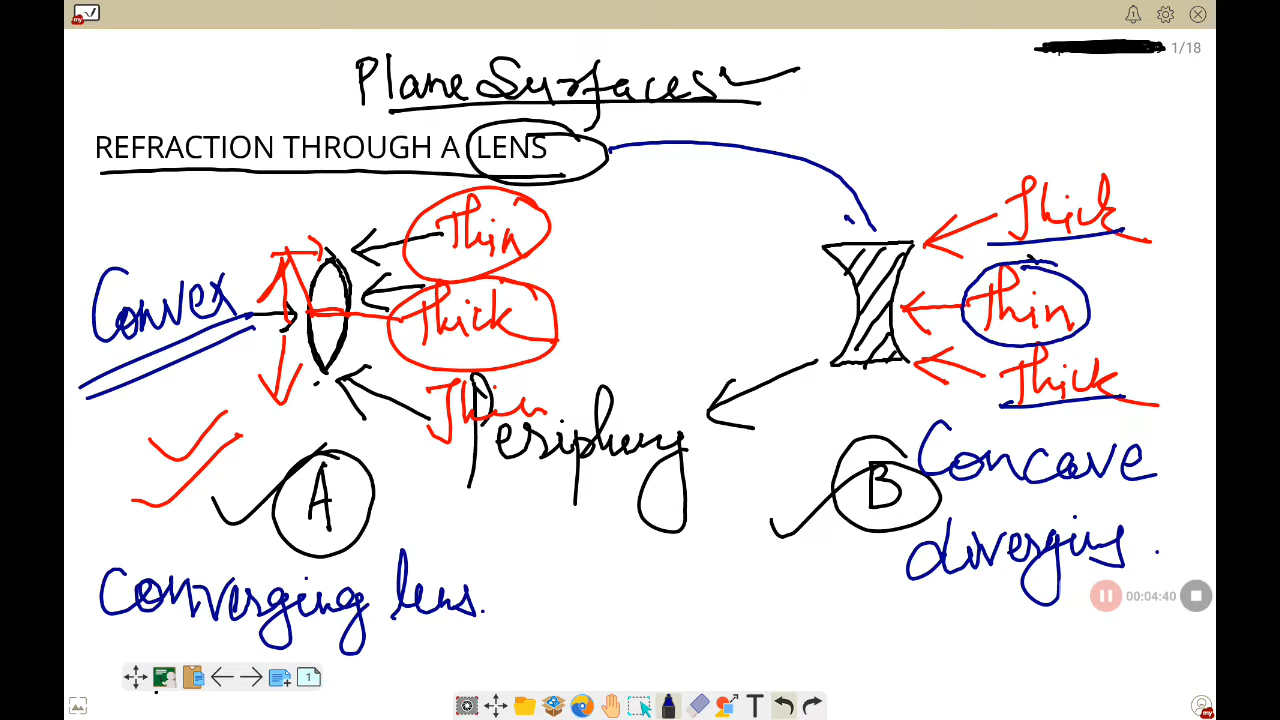 1/18
Plane Surfaces
REFRACTION THROUGH A LENS
Thin
Thick
Convex
Thick
Thin
Thin
Thick
Periphery
A
B
Concave
diverging.
Converging lens.
00:04:40
1